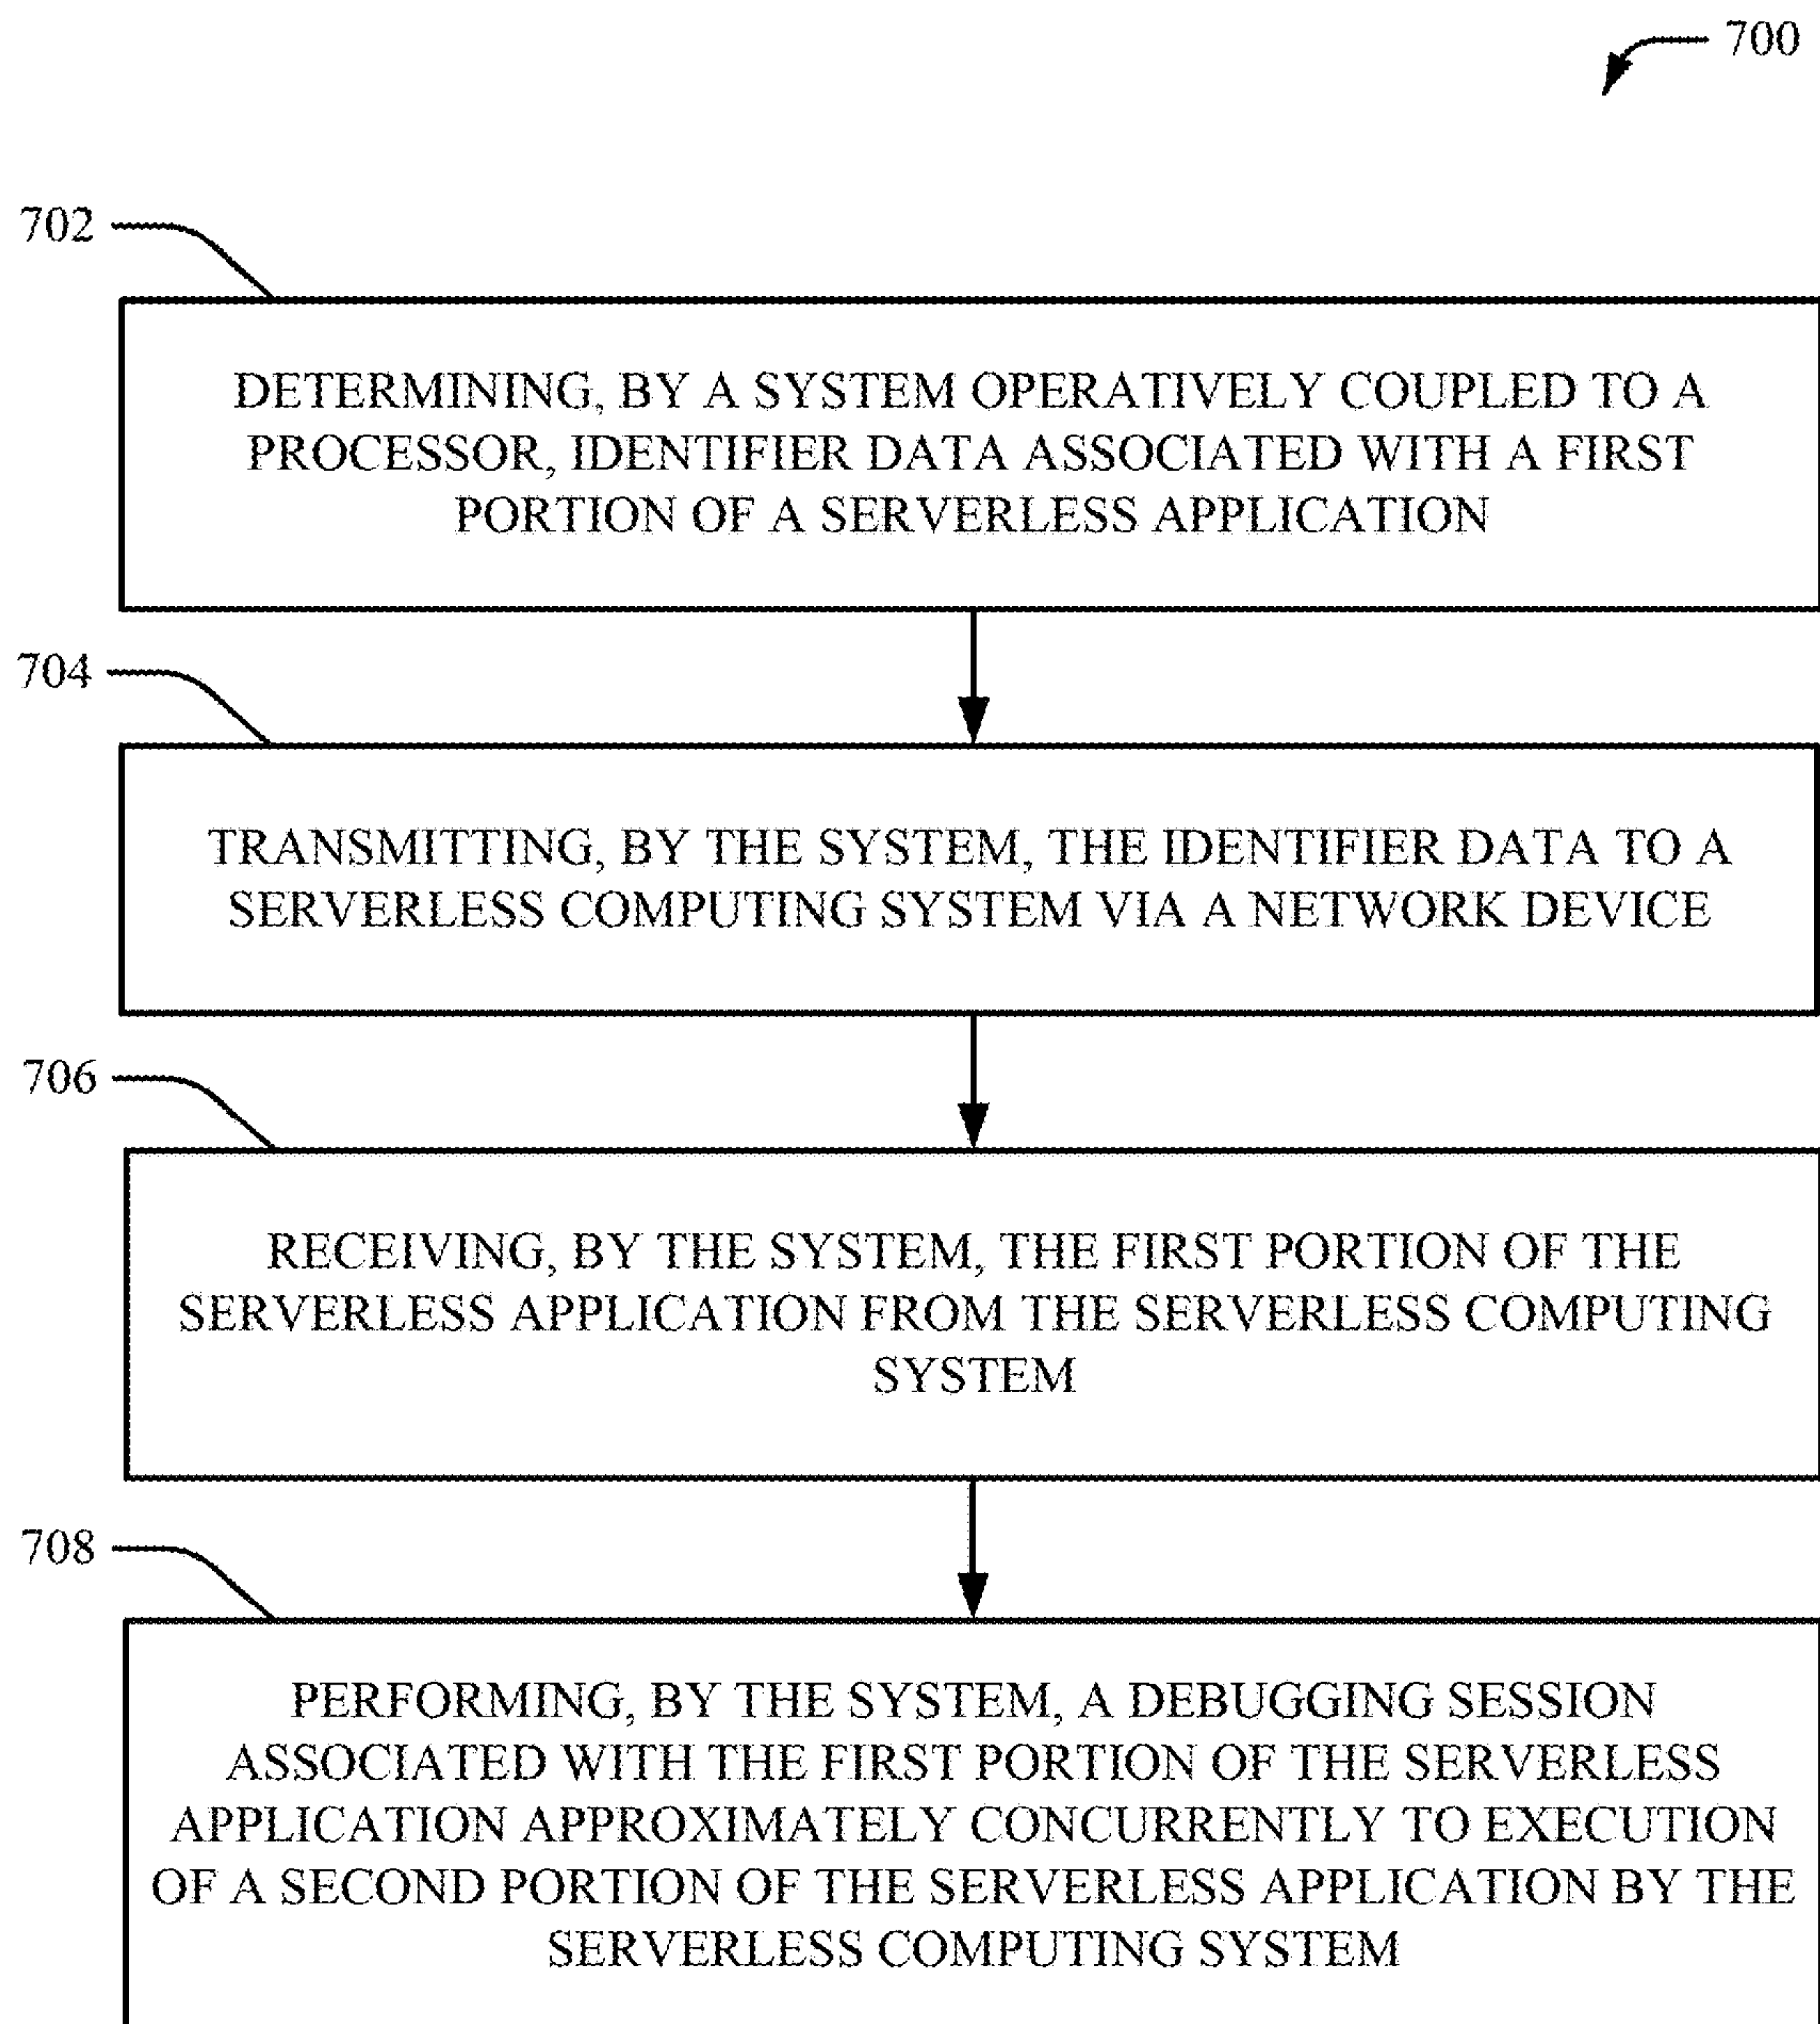 700
702
DETERMINING, BY A SYSTEM OPERATIVELY COUPLED TO A
PROCESSOR, IDENTIFIER DATA ASSOCIATED WITH A FIRST
PORTION OF A SERVERLESS APPLICATION
704
TRANSMITTING, BY THE SYSTEM, THE IDENTIFIER DATA TO A
SERVERLESS COMPUTING SYSTEM VIA A NETWORK DEVICE
706
RECEIVING, BY THE SYSTEM, THE FIRST PORTION OF THE
SERVERLESS APPLICATION FROM THE SERVERLESS COMPUTING
SYSTEM
708
PERFORMING, BY THE SYSTEM, A DEBUGGING SESSION
ASSOCIATED WITH THE FIRST PORTION OF THE SERVERLESS
APPLICATION APPROXIMATELY CONCURRENTLY TO EXECUTION
OF A SECOND PORTION OF THE SERVERLESS APPLICATION BY THE
SERVERLESS COMPUTING SYSTEM